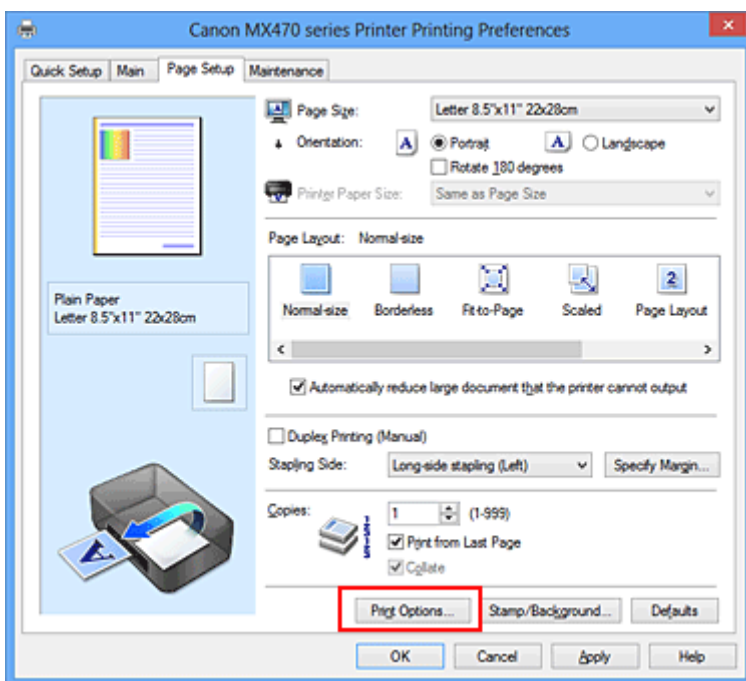 Canon MX470 series Printer Printing Preferences
Quick Setup Main Page Setup Maintenance
Page Size: Letter 8.5"x11" 22x28cm
Orientation: A Portrait A Landscape
Rotate 180 degrees
Printer Paper Size: Same as Page Size
Page Layout: Normal-size
2
Normal-size Borderless Fit-to-Page Scaled Page Layout
Plain Paper
Letter 8.5"x11" 22x28cm
Automatically reduce large document that the printer cannot output
Duplex Printing (Manual)
Stapling Side: Long-side stapling (Left) Specify Margin...
Copies: 1 (1-999)
Print from Last Page
Collate
A
Print Options... Stamp/Background... Defaults
OK Cancel Apply Help